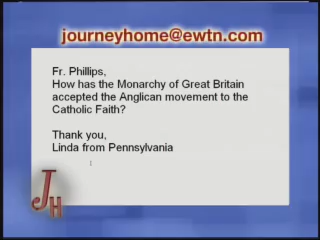 journeyhome@ewtn.com
Fr. Phillips,
How has the Monarchy of Great Britain
accepted the Anglican movement to the
Catholic Faith?
Thank you,
Linda from Pennsylvania
JH